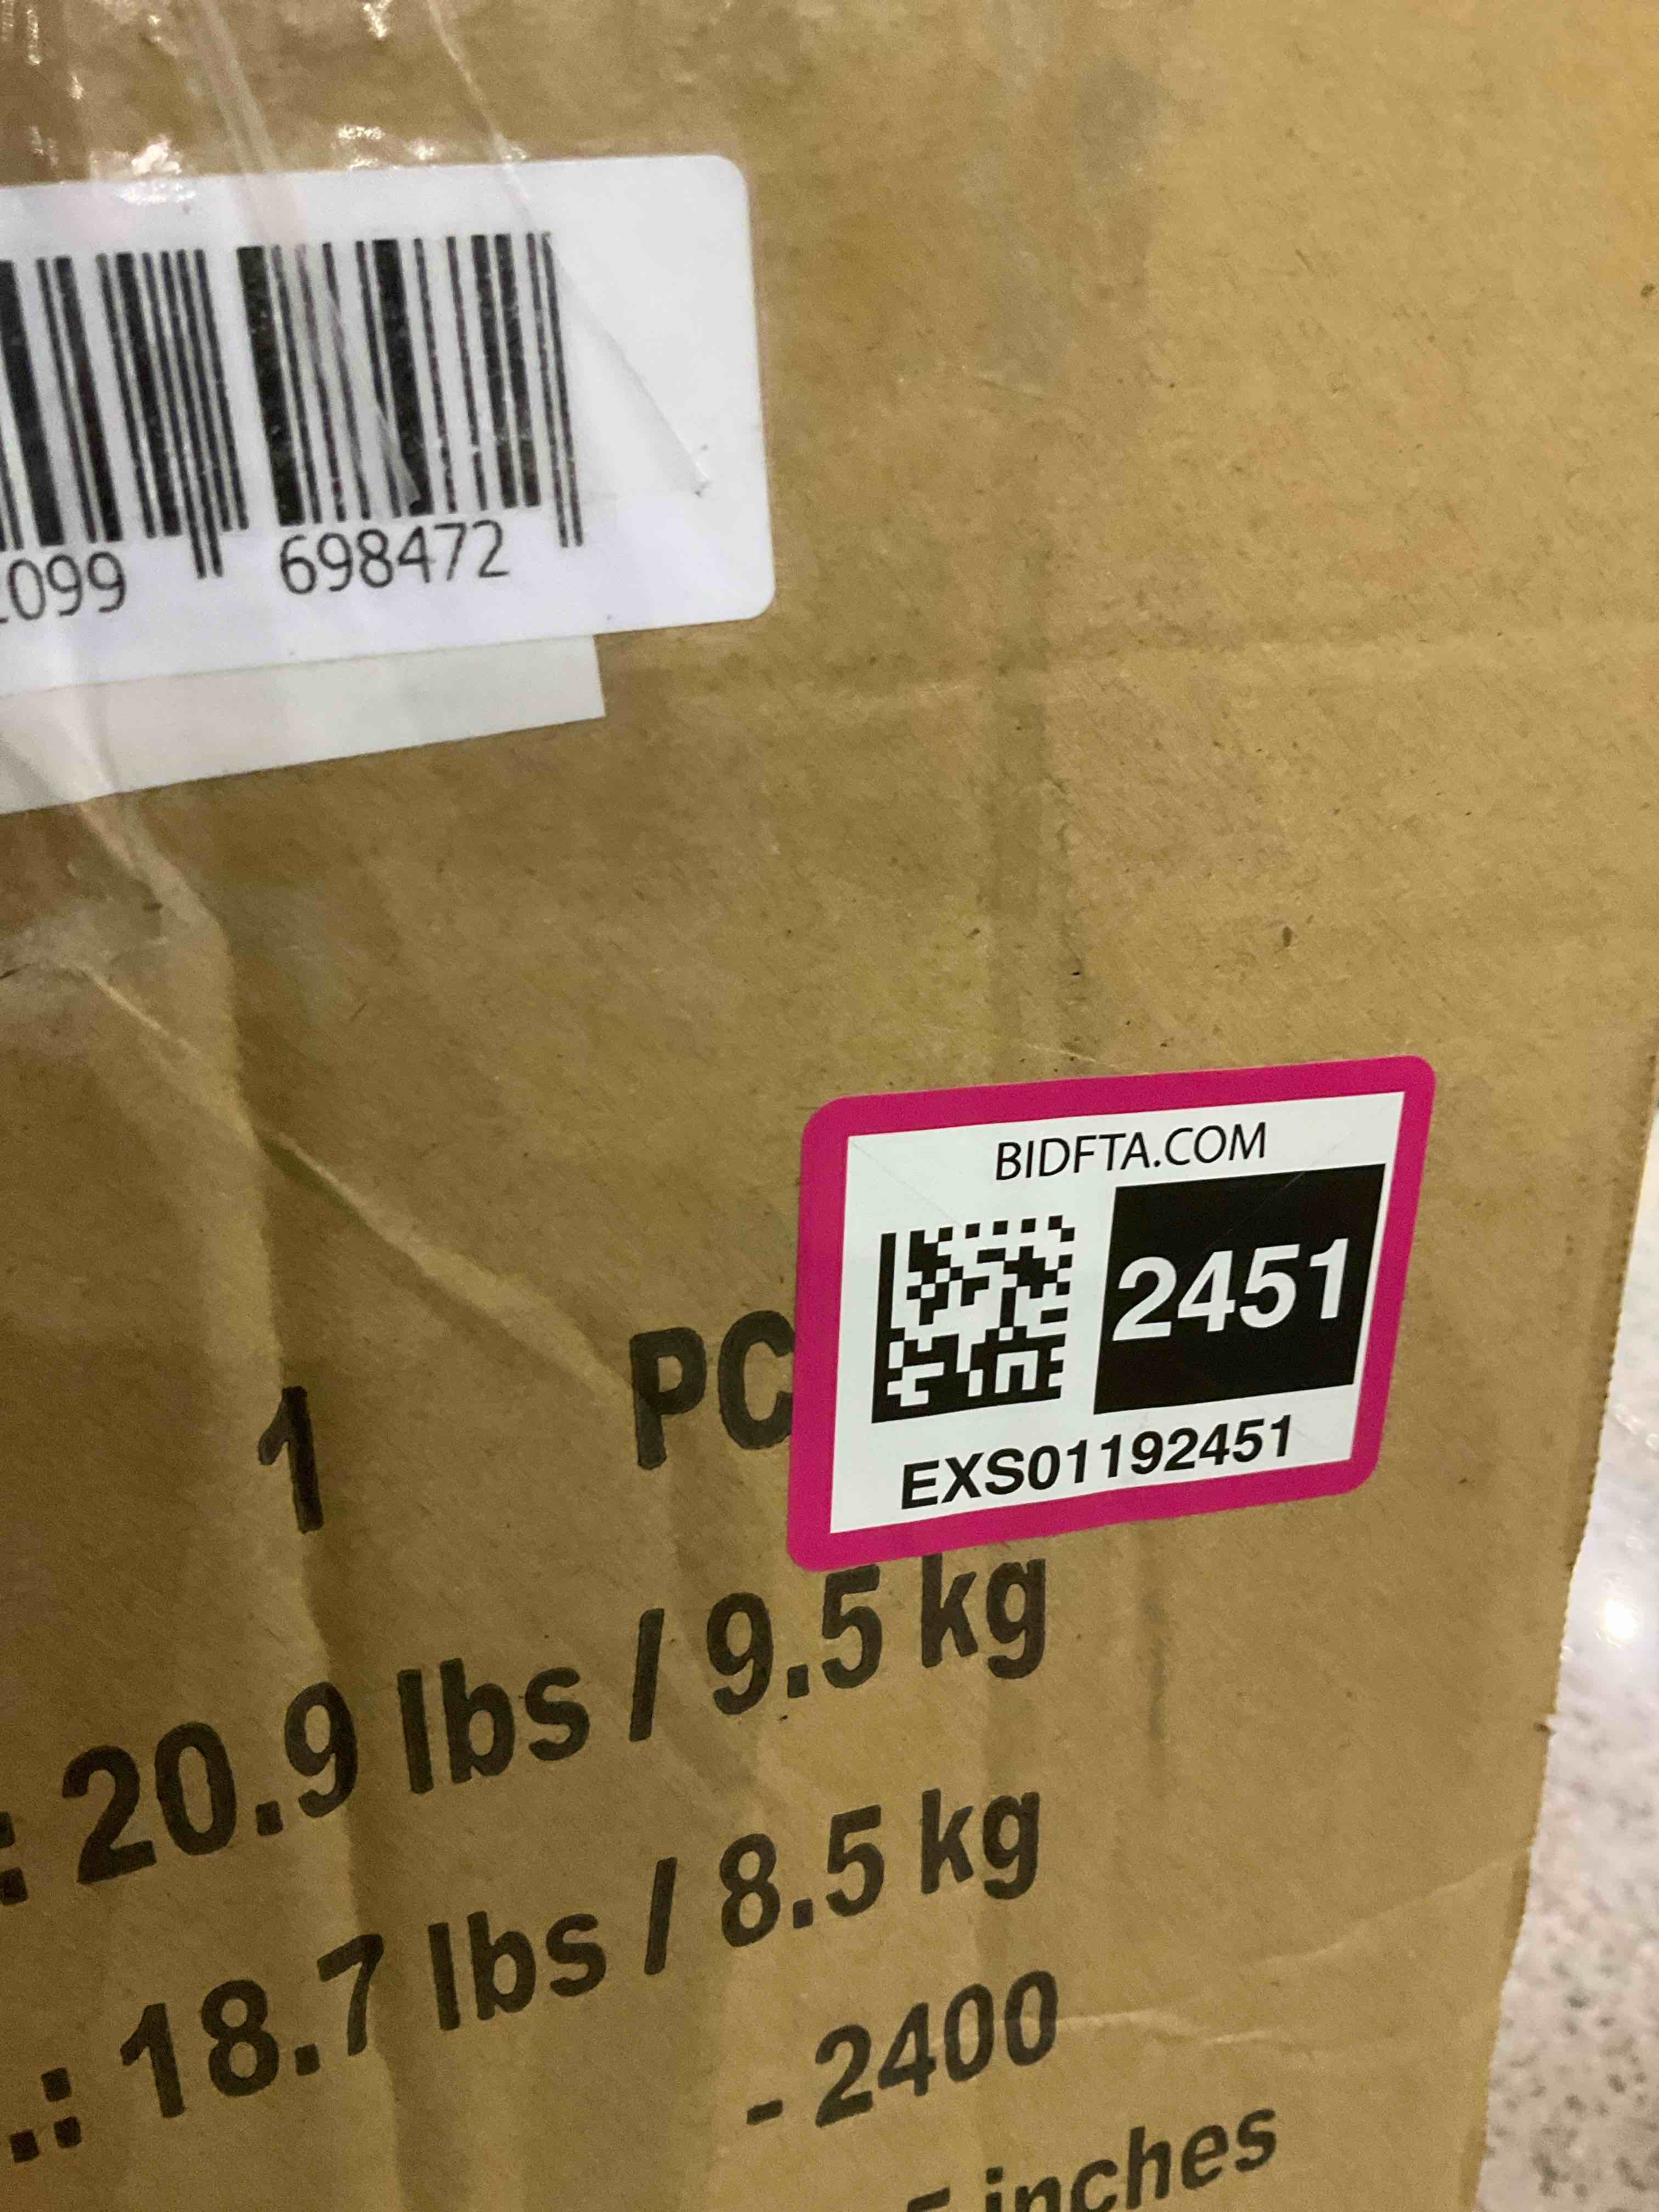 099 698472
BIDFTA.COM
2451
EXS01192451
1 PC
: 20.9 lbs / 9.5 kg
.: 18.7 lbs / 8.5 kg
- 2400
inches